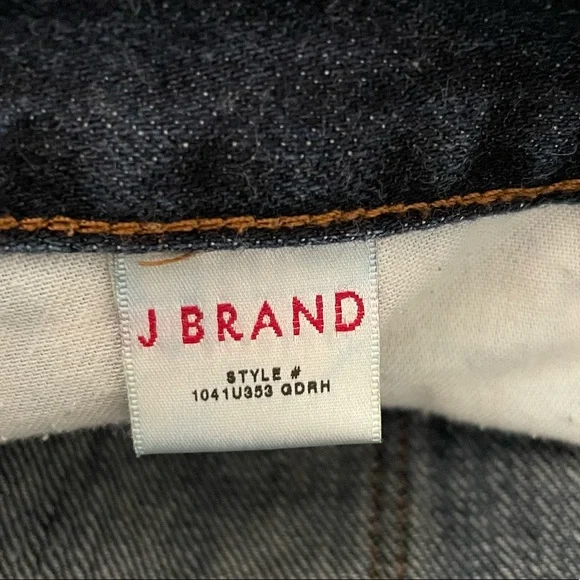 J BRAND
STYLE #
1041U353 GDRH